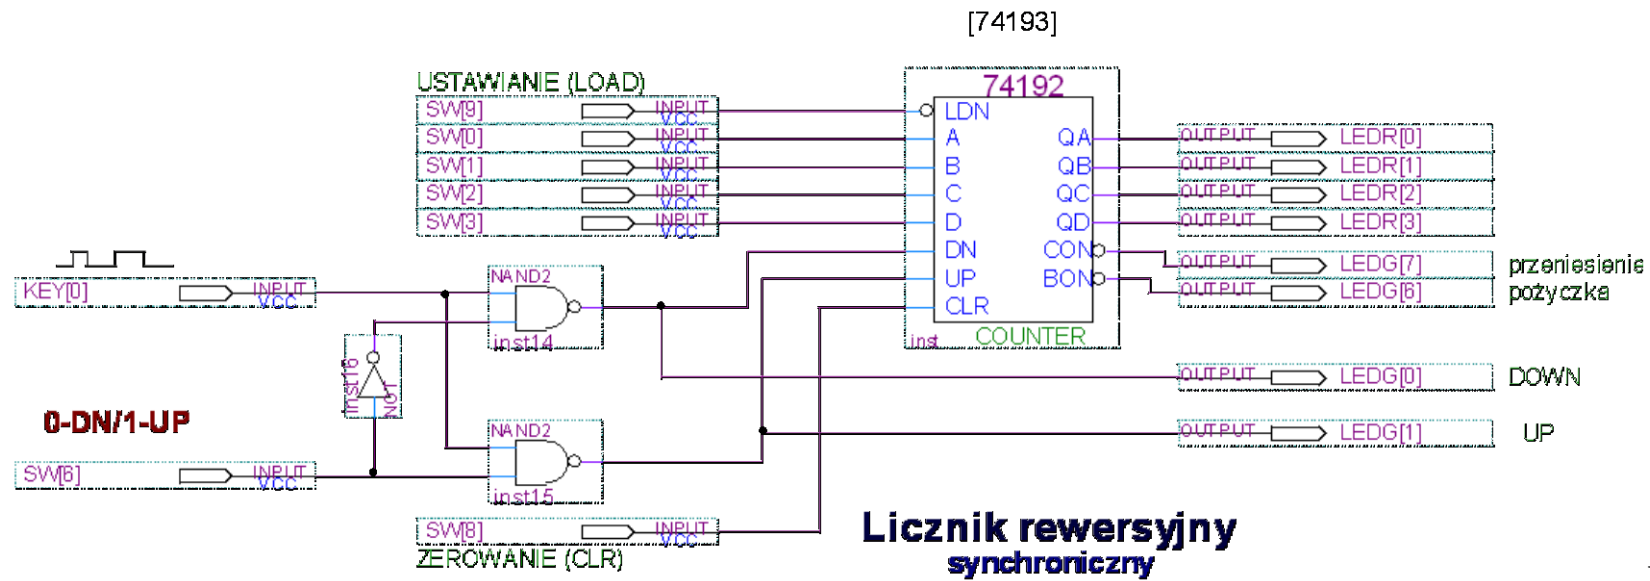 [74193]
USTAWIANIE (LOAD)
74192
SW[9] INPUT VCC LDN
SW[0] INPUT VCC A QA OUTPUT LEDR[0]
SW[1] INPUT VCC B QB OUTPUT LEDR[1]
SW[2] INPUT VCC C QC OUTPUT LEDR[2]
SW[3] INPUT VCC D QD OUTPUT LEDR[3]
DN CON OUTPUT LEDG[7] przeniesienie
KEY[0] INPUT VCC NAND2 UP BON OUTPUT LEDG[6] pożyczka
CLR
inst14 inst COUNTER
inst16 NOT
OUTPUT LEDG[0] DOWN
0-DN/1-UP
NAND2 OUTPUT LEDG[1] UP
SW[6] INPUT VCC
inst15
SW[8] INPUT VCC
ZEROWANIE (CLR)
Licznik rewersyjny
synchroniczny